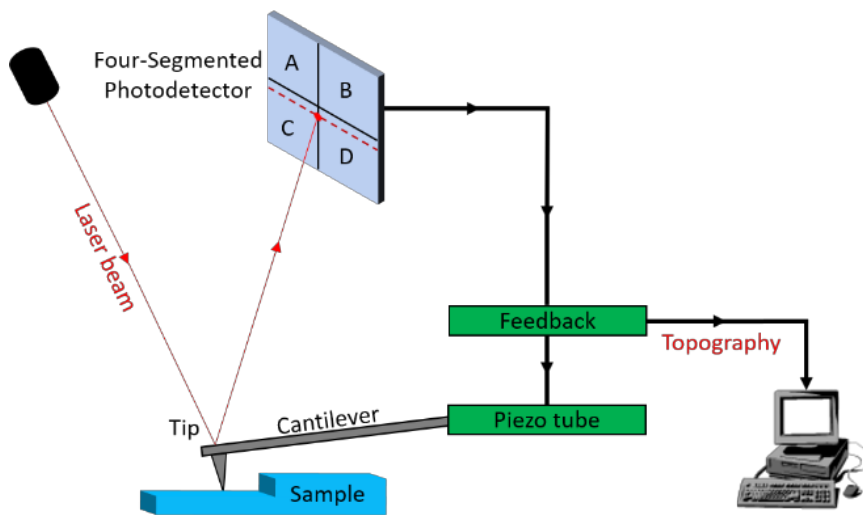 Four-Segmented
Photodetector
A
B
C
D
Laser beam
Feedback
Topography
Tip
Cantilever
Piezo tube
Sample